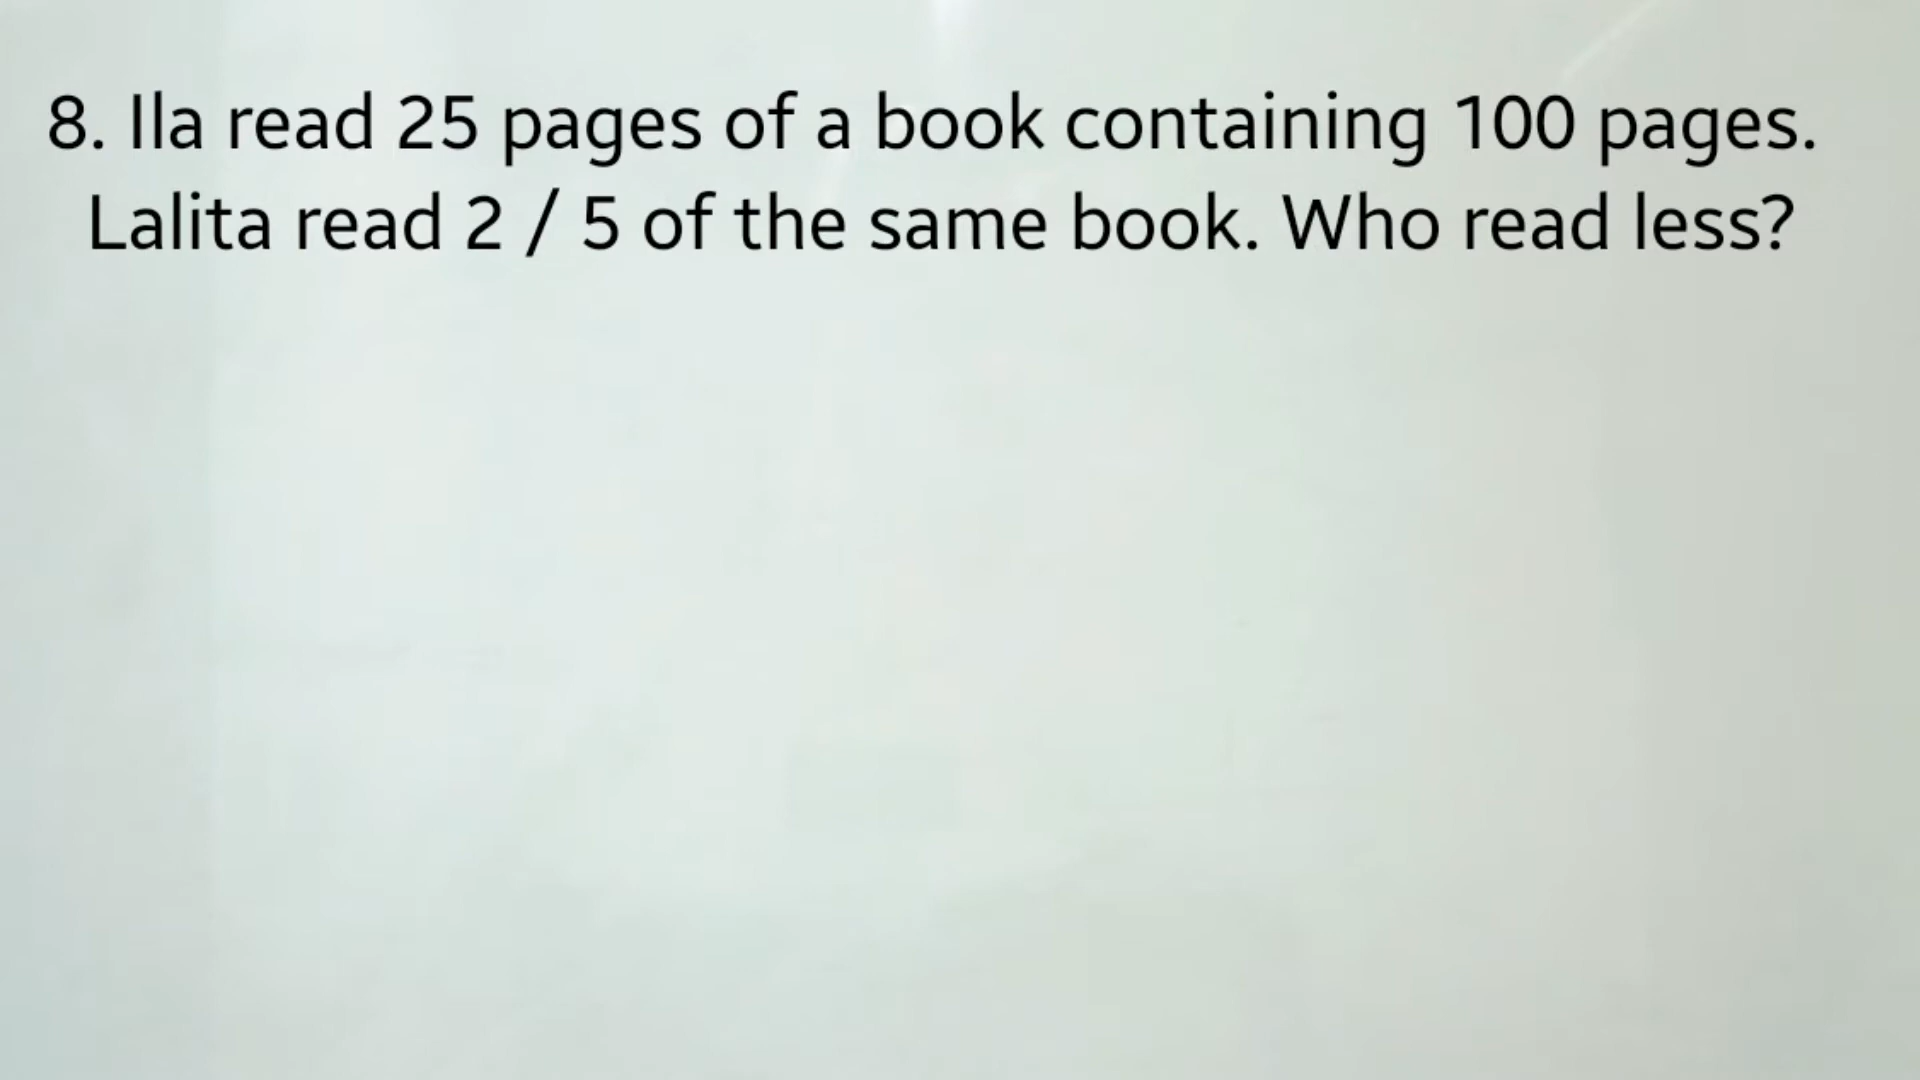 8. Ila read 25 pages of a book containing 100 pages.
Lalita read 2 / 5 of the same book. Who read less?